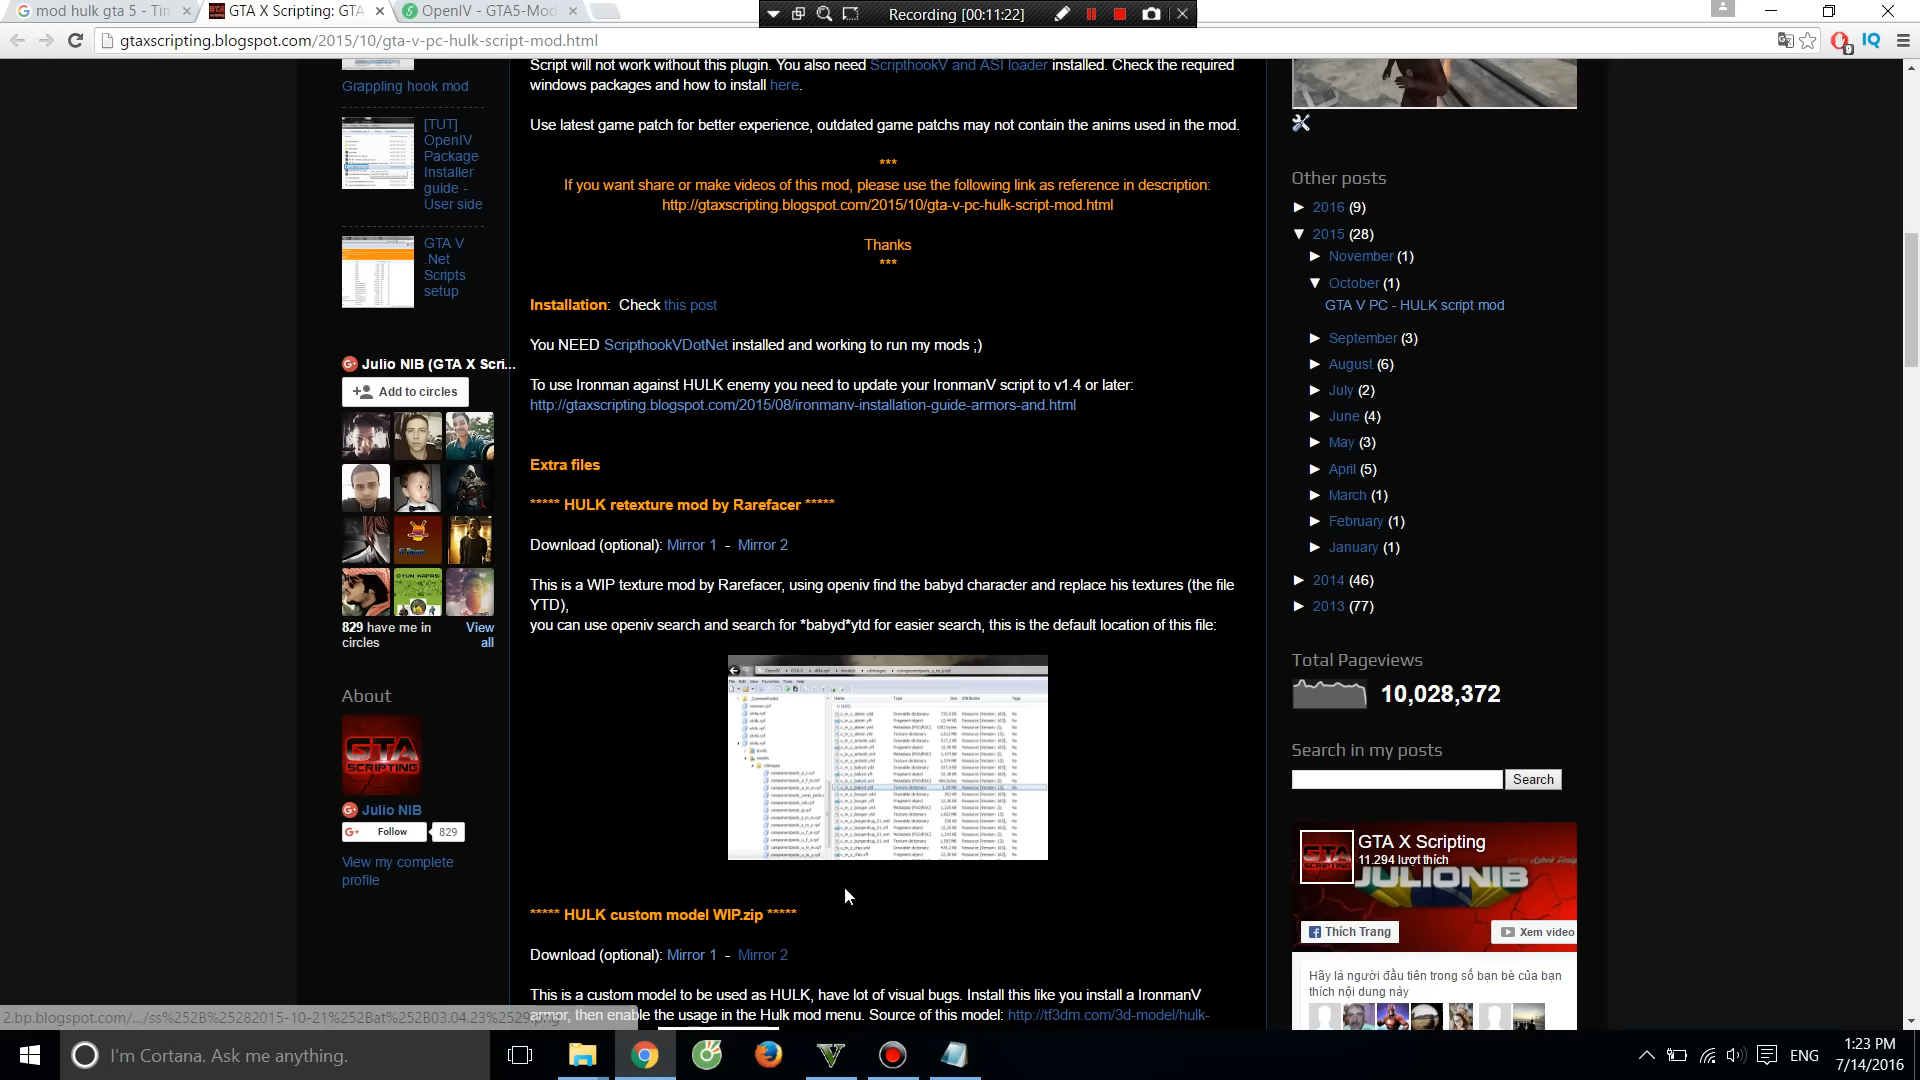 mod hulk gta 5 - Tin
GTA X Scripting: GTA
OpenIV - GTA5-Mod
Recording [00:11:22]
gtaxscripting.blogspot.com/2015/10/gta-v-pc-hulk-script-mod.html
Grappling hook mod
[TUT]
OpenIV
Package
Installer
guide -
User side
GTA V
.Net
Scripts
setup
Julio NIB (GTA X Scri...
Add to circles
829 have me in
circles
View
all
About
GTA
SCRIPTING
Julio NIB
Follow
829
View my complete
profile
Script will not work without this plugin. You also need ScripthookV and ASI loader installed. Check the required
windows packages and how to install here.
Use latest game patch for better experience, outdated game patchs may not contain the anims used in the mod.
***
If you want share or make videos of this mod, please use the following link as reference in description:
http://gtaxscripting.blogspot.com/2015/10/gta-v-pc-hulk-script-mod.html
Thanks
***
Installation: Check this post
You NEED ScripthookVDotNet installed and working to run my mods ;)
To use Ironman against HULK enemy you need to update your IronmanV script to v1.4 or later:
http://gtaxscripting.blogspot.com/2015/08/ironmanv-installation-guide-armors-and.html
Extra files
***** HULK retexture mod by Rarefacer *****
Download (optional): Mirror 1 - Mirror 2
This is a WIP texture mod by Rarefacer, using openiv find the babyd character and replace his textures (the file
YTD),
you can use openiv search and search for *babyd*ytd for easier search, this is the default location of this file:
***** HULK custom model WIP.zip *****
Download (optional): Mirror 1 - Mirror 2
This is a custom model to be used as HULK, have lot of visual bugs. Install this like you install a IronmanV
armor, then enable the usage in the Hulk mod menu. Source of this model: http://tf3dm.com/3d-model/hulk-
Other posts
► 2016 (9)
▼ 2015 (28)
► November (1)
▼ October (1)
GTA V PC - HULK script mod
► September (3)
► August (6)
► July (2)
► June (4)
► May (3)
► April (5)
► March (1)
► February (1)
► January (1)
► 2014 (46)
► 2013 (77)
Total Pageviews
10,028,372
Search in my posts
Search
GTA X Scripting
11.294 lượt thích
JULIONIB
Thích Trang
Xem video
Hãy là người đầu tiên trong số bạn bè của bạn
thích nội dung này
2.bp.blogspot.com/.../ss%252B%25282015-10-21%252Bat%252B03.04.23%2529.png
I'm Cortana. Ask me anything.
ENG
1:23 PM
7/14/2016